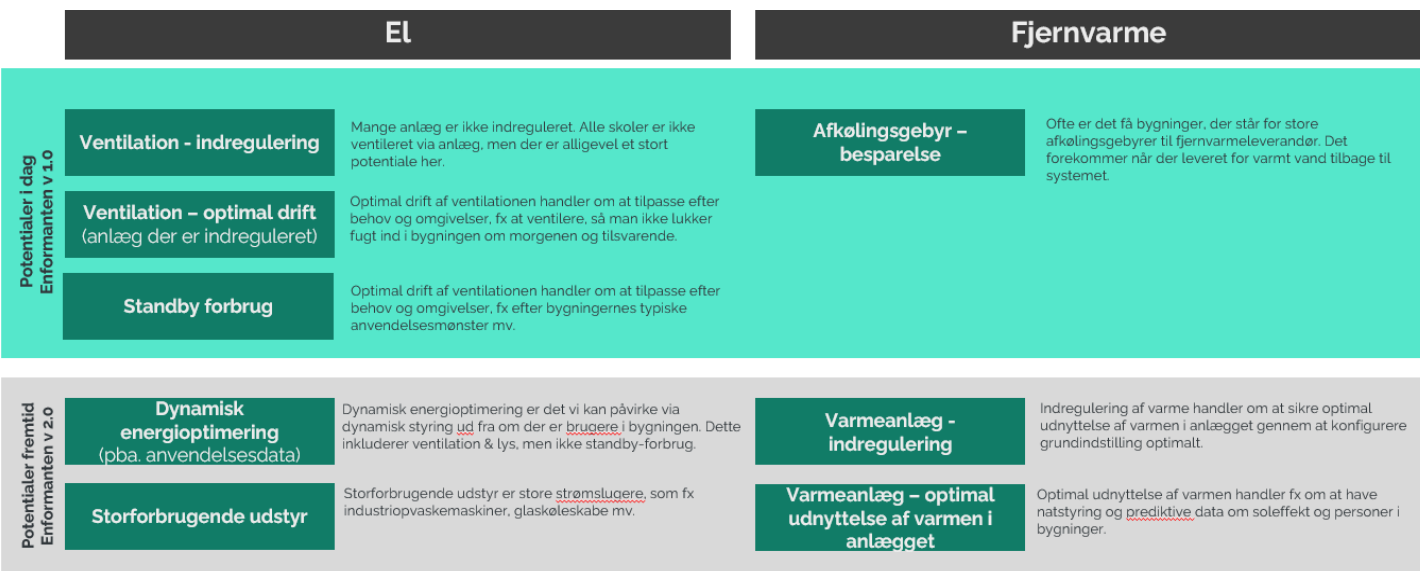 El
Fjernvarme
Potentialer i dag
Enformanten v 1.0
Ventilation - indregulering
Mange anlæg er ikke indreguleret. Alle skoler er ikke
ventileret via anlæg, men der er alligevel et stort
potentiale her.
Ventilation – optimal drift
(anlæg der er indreguleret)
Optimal drift af ventilationen handler om at tilpasse efter
behov og omgivelser, fx at ventilere, så man ikke lukker
fugt ind i bygningen om morgenen og tilsvarende.
Standby forbrug
Optimal drift af ventilationen handler om at tilpasse efter
behov og omgivelser, fx efter bygningernes typiske
anvendelsesmønster mv.
Afkølingsgebyr –
besparelse
Ofte er det få bygninger, der står for store
afkølingsgebyrer til fjernvarmeleverandør. Det
forekommer når der leveret for varmt vand tilbage til
systemet.
Potentialer fremtid
Enformanten v 2.0
Dynamisk
energioptimering
(pba. anvendelsesdata)
Dynamisk energioptimering er det vi kan påvirke via
dynamisk styring ud fra om der er brugere i bygningen. Dette
inkluderer ventilation & lys, men ikke standby-forbrug.
Storforbrugende udstyr
Storforbrugende udstyr er store strømslugere, som fx
industriopvaskemaskiner, glaskøleskabe mv.
Varmeanlæg -
indregulering
Indregulering af varme handler om at sikre optimal
udnyttelse af varmen i anlægget gennem at konfigurere
grundindstilling optimalt.
Varmeanlæg – optimal
udnyttelse af varmen i
anlægget
Optimal udnyttelse af varmen handler fx om at have
natstyring og prediktive data om soleffekt og personer i
bygninger.